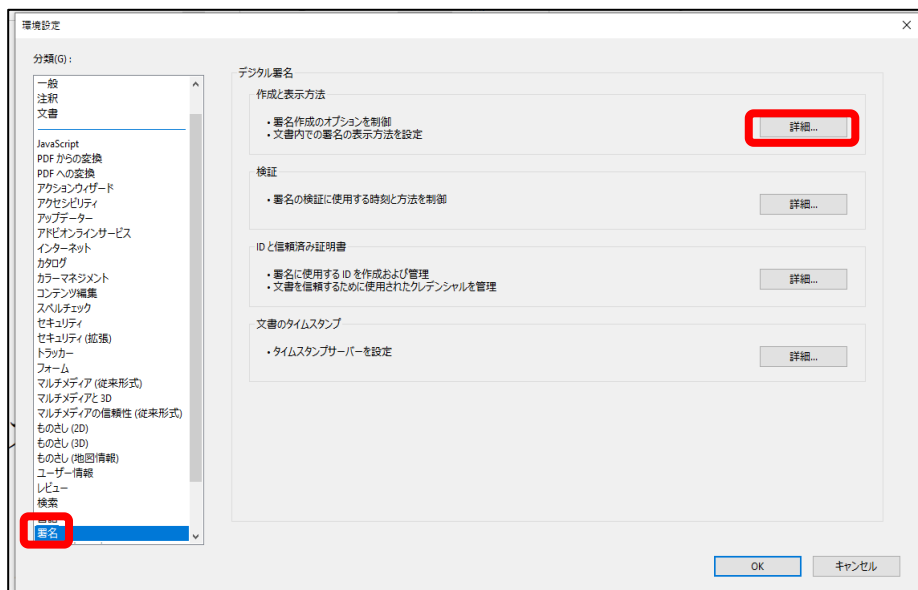 環境設定
分類(G) :
一般
注釈
文書
JavaScript
PDF からの変換
PDF への変換
アクションウィザード
アクセシビリティ
アップデーター
アドビオンラインサービス
インターネット
カタログ
カラーマネジメント
コンテンツ編集
スペルチェック
セキュリティ
セキュリティ (拡張)
トラッカー
フォーム
マルチメディア (従来形式)
マルチメディアと 3D
マルチメディアの信頼性 (従来形式)
ものさし (2D)
ものさし (3D)
ものさし (地図情報)
ユーザー情報
レビュー
検索
署名
デジタル署名
作成と表示方法
・署名作成のオプションを制御
・文書内での署名の表示方法を設定
詳細...
検証
・署名の検証に使用する時刻と方法を制御
詳細...
ID と信頼済み証明書
・署名に使用する ID を作成および管理
・文書を信頼するために使用されたクレデンシャルを管理
詳細...
文書のタイムスタンプ
・タイムスタンプサーバーを設定
詳細...
OK
キャンセル